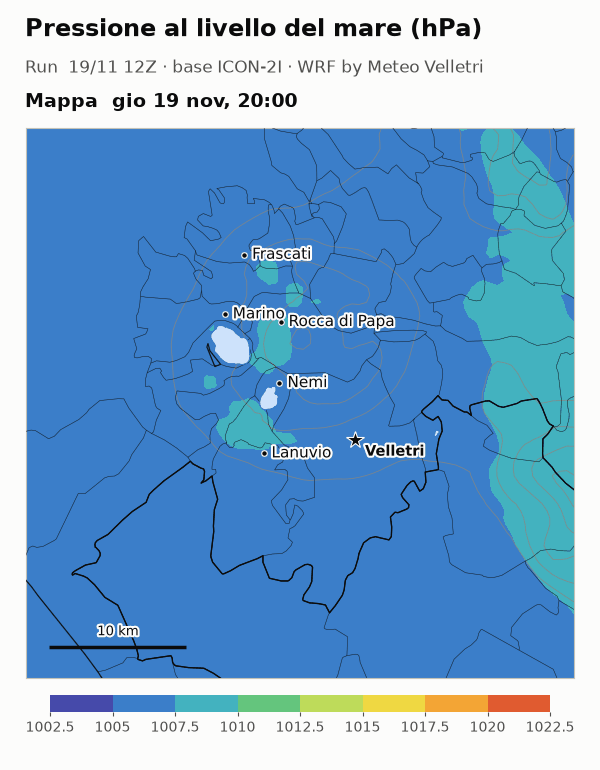 Pressione al livello del mare (hPa)
Run  19/11 12Z · base ICON-2I · WRF by Meteo Velletri
Mappa  gio 19 nov, 20:00
Frascati
Marino
Rocca di Papa
Nemi
Velletri
Lanuvio
10 km
1002.5 1005 1007.5 1010 1012.5 1015 1017.5 1020 1022.5